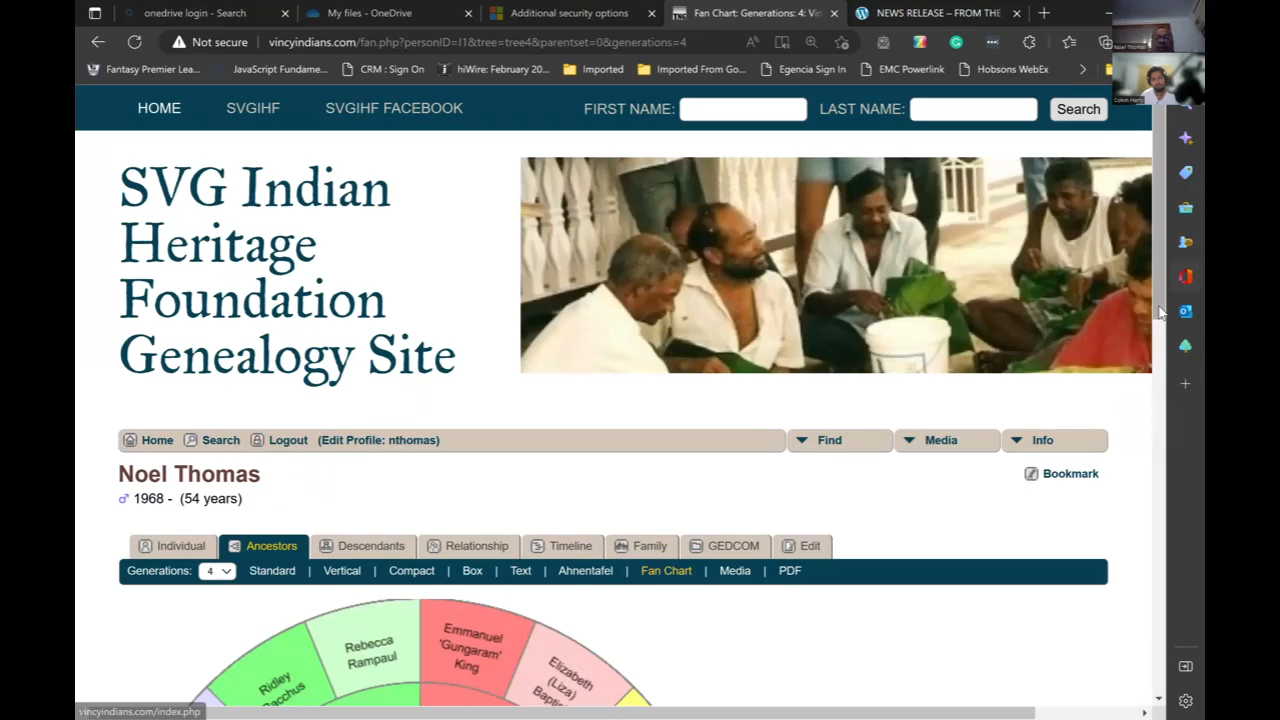 onedrive login - Search
My files - OneDrive
Additional security options
Fan Chart: Generations: 4: Vin
NEWS RELEASE – FROM THE
Not secure
vincyindians.com/fan.php?personID=I1&tree=tree4&parentset=0&generations=4
Fantasy Premier Lea...
JavaScript Fundame...
CRM : Sign On
hiWire: February 20...
Imported
Imported From Go...
Egencia Sign In
EMC Powerlink
Hobsons WebEx
Noel Thomas
Colvin Harry
HOME
SVGIHF
SVGIHF FACEBOOK
FIRST NAME:
LAST NAME:
Search
SVG Indian
Heritage
Foundation
Genealogy Site
Home
Search
Logout
(Edit Profile: nthomas)
Find
Media
Info
Noel Thomas
Bookmark
1968 - (54 years)
Individual
Ancestors
Descendants
Relationship
Timeline
Family
GEDCOM
Edit
Generations: 4
Standard | Vertical | Compact | Box | Text | Ahnentafel | Fan Chart | Media | PDF
Ridley
Rebecca
Rampaul
Emmanuel
'Gungaram'
King
Elizabeth
(Liza)
vincyindians.com/index.php